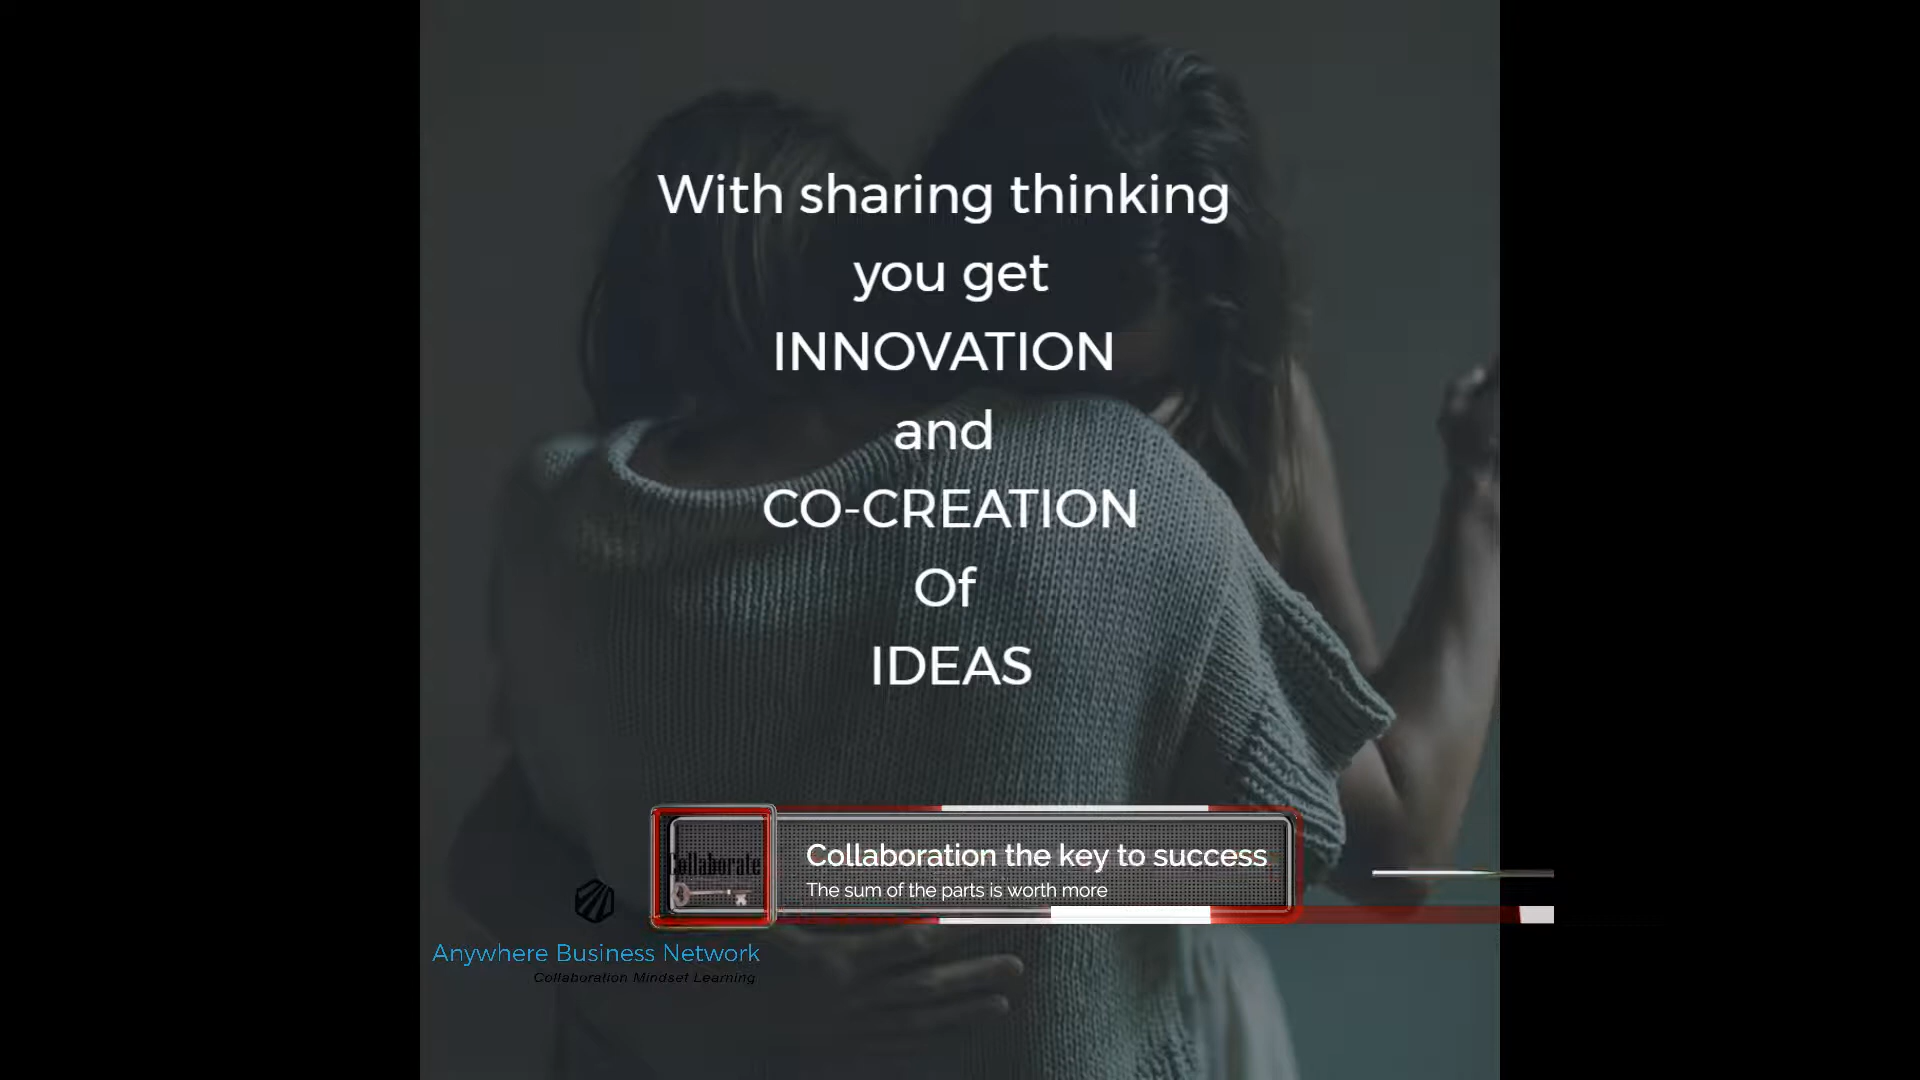 With sharing thinking
you get
INNOVATION
and
CO-CREATION
Of
IDEAS
Collaborate
Collaboration the key to success
The sum of the parts is worth more
Anywhere Business Network
Collaboration Mindset Learning